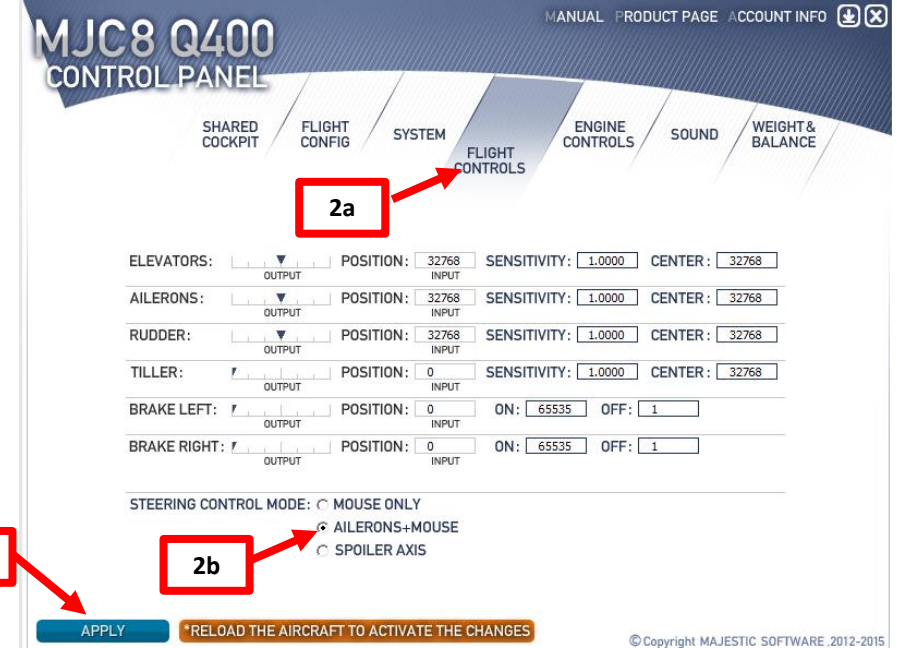 MANUAL PRODUCT PAGE ACCOUNT INFO
MJC8 Q400
CONTROL PANEL
SHARED COCKPIT
FLIGHT CONFIG
SYSTEM
FLIGHT CONTROLS
ENGINE CONTROLS
SOUND
WEIGHT & BALANCE
2a
ELEVATORS: OUTPUT POSITION: 32768 INPUT SENSITIVITY: 1.0000 CENTER: 32768
AILERONS: OUTPUT POSITION: 32768 INPUT SENSITIVITY: 1.0000 CENTER: 32768
RUDDER: OUTPUT POSITION: 32768 INPUT SENSITIVITY: 1.0000 CENTER: 32768
TILLER: OUTPUT POSITION: 0 INPUT SENSITIVITY: 1.0000 CENTER: 32768
BRAKE LEFT: OUTPUT POSITION: 0 INPUT ON: 65535 OFF: 1
BRAKE RIGHT: OUTPUT POSITION: 0 INPUT ON: 65535 OFF: 1
STEERING CONTROL MODE: MOUSE ONLY
AILERONS+MOUSE
SPOILER AXIS
2b
APPLY
*RELOAD THE AIRCRAFT TO ACTIVATE THE CHANGES
© Copyright MAJESTIC SOFTWARE ,2012-2015